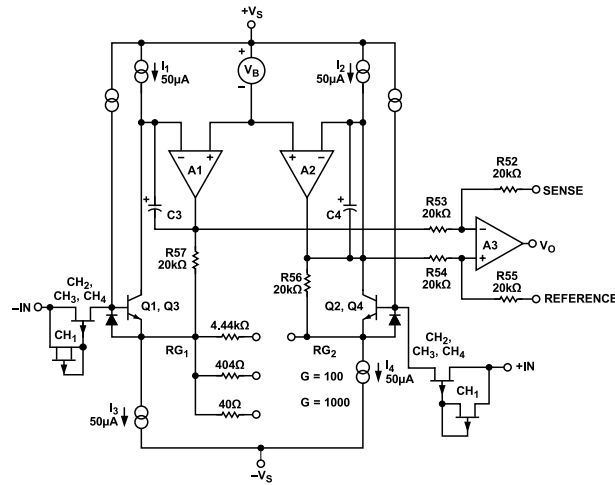 +VS
I1
50µA
+
VB
−
I2
50µA
− +
A1
+ −
A2
+
C3
C4
+
R57
20kΩ
R56
20kΩ
R53
20kΩ
R54
20kΩ
R52
20kΩ
SENSE
−
A3
+
VO
R55
20kΩ
REFERENCE
−IN
CH2,
CH3, CH4
CH1
Q1, Q3
Q2, Q4
RG1
4.44kΩ
404Ω
40Ω
RG2
G = 100
G = 1000
I3
50µA
I4
50µA
CH2,
CH3, CH4
+IN
CH1
−VS